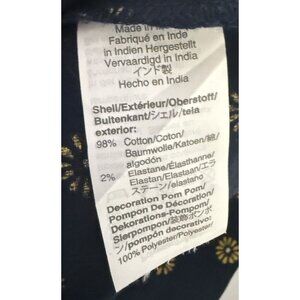 Made in India
Fabriqué en Inde
in Indien Hergestellt
Vervaardigd in India
インド製
Hecho en India
Shell/Extérieur/Oberstoff/
Buitenkant/シェル/tela
exterior:
98% Cotton/Coton/
Baumwolle/Katoen/綿/
algodón
2% Elastane/Élasthanne/
Elastan/Elastaan/エラ
ステーン/elastano
Decoration Pom Pom/
Pompon De Décoration/
Dekorations-Pompom/
Sierpompon/装飾ポンポ
ン/pompón decorativo:
100% Polyester/Polyester/